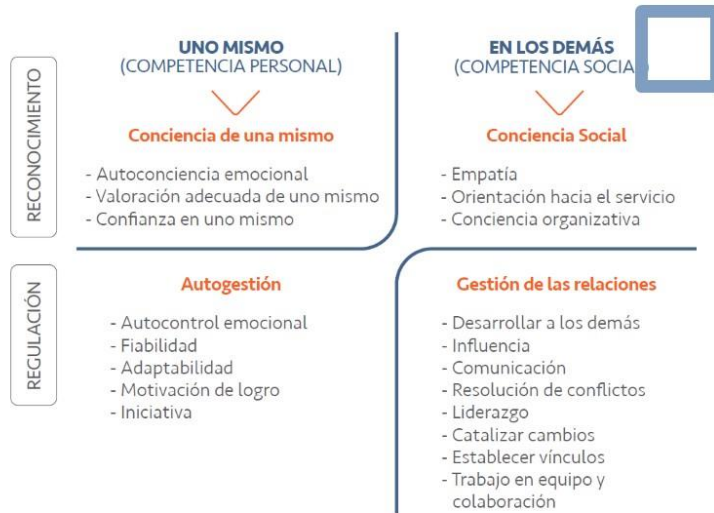 UNO MISMO
(COMPETENCIA PERSONAL)
EN LOS DEMÁS
(COMPETENCIA SOCIAL)
RECONOCIMIENTO
Conciencia de una mismo
- Autoconciencia emocional
- Valoración adecuada de uno mismo
- Confianza en uno mismo
Conciencia Social
- Empatía
- Orientación hacia el servicio
- Conciencia organizativa
REGULACIÓN
Autogestión
- Autocontrol emocional
- Fiabilidad
- Adaptabilidad
- Motivación de logro
- Iniciativa
Gestión de las relaciones
- Desarrollar a los demás
- Influencia
- Comunicación
- Resolución de conflictos
- Liderazgo
- Catalizar cambios
- Establecer vínculos
- Trabajo en equipo y
colaboración